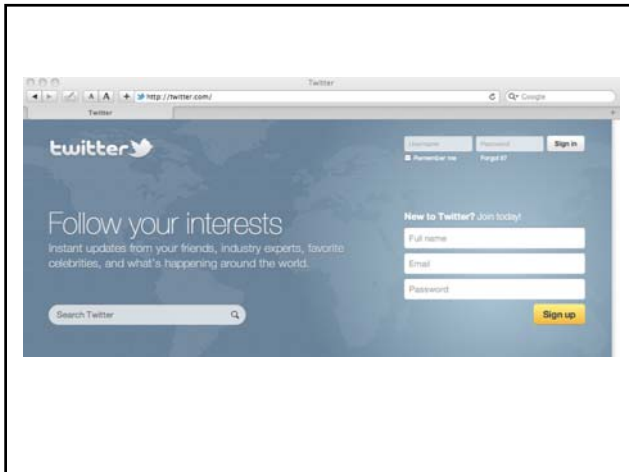 Twitter
A A + http://twitter.com/ Google
Twitter +
twitter
Username Password Sign in
Remember me Forgot it?
Follow your interests
Instant updates from your friends, industry experts, favorite
celebrities, and what's happening around the world.
New to Twitter? Join today!
Full name
Email
Password
Search Twitter
Sign up